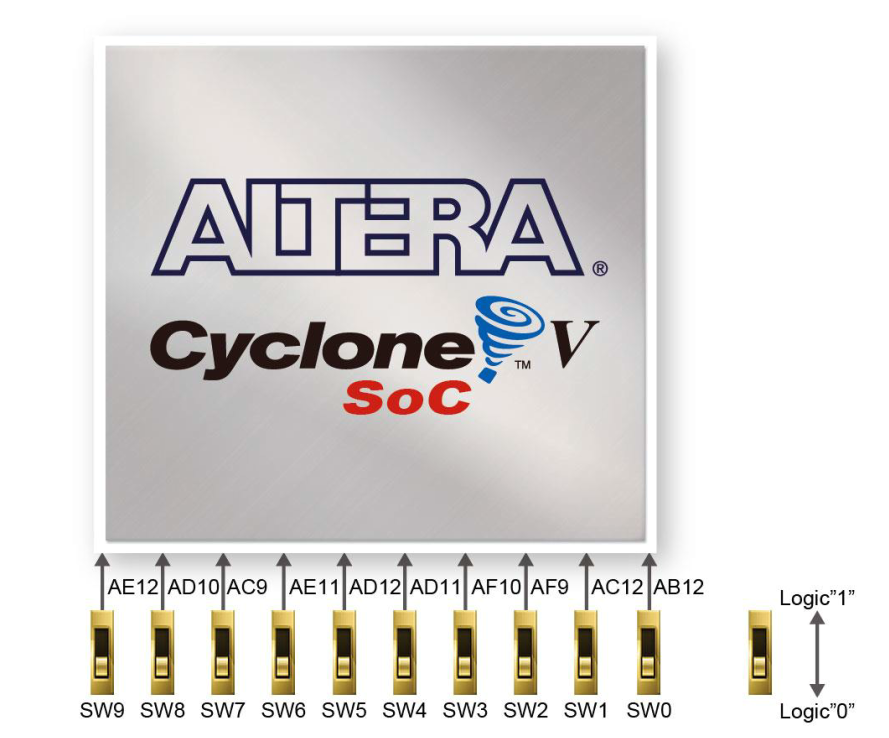 ALTERA®
Cyclone™ V
SoC
AE12 AD10 AC9 AE11 AD12 AD11 AF10 AF9 AC12 AB12
Logic"1"
SW9 SW8 SW7 SW6 SW5 SW4 SW3 SW2 SW1 SW0
Logic"0"